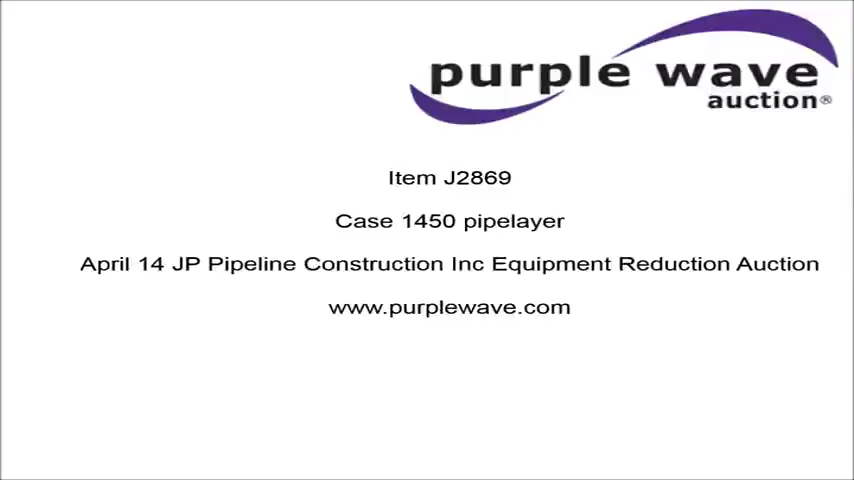 purple wave
auction®
Item J2869
Case 1450 pipelayer
April 14 JP Pipeline Construction Inc Equipment Reduction Auction
www.purplewave.com